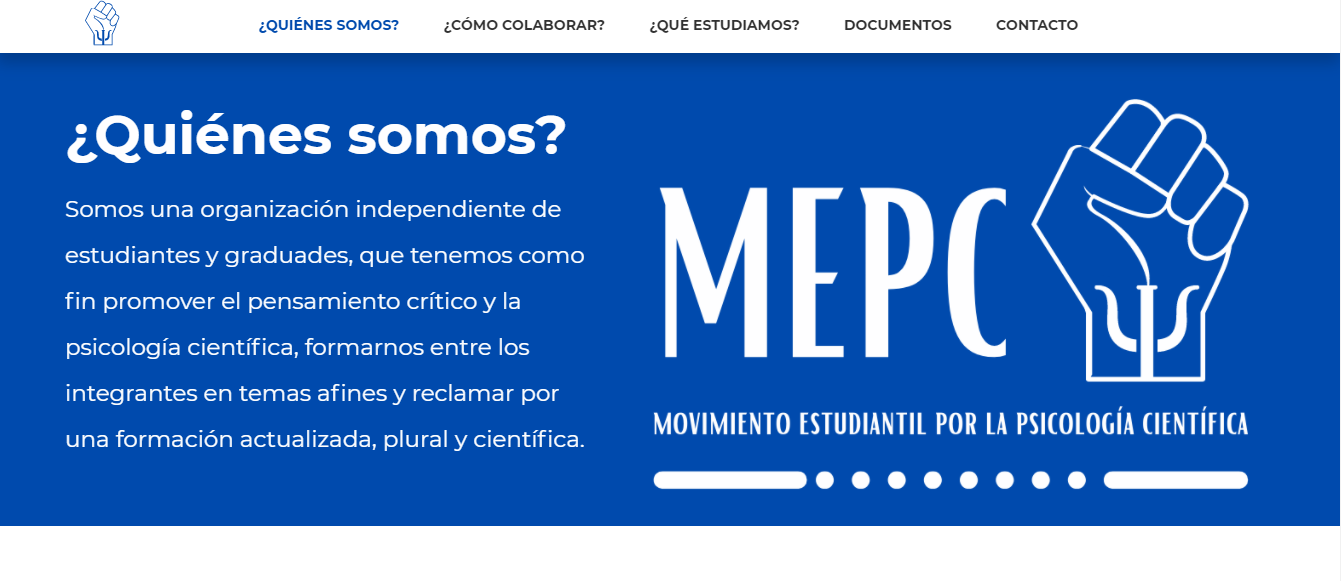 ¿QUIÉNES SOMOS? ¿CÓMO COLABORAR? ¿QUÉ ESTUDIAMOS? DOCUMENTOS CONTACTO
¿Quiénes somos?
Somos una organización independiente de
estudiantes y graduades, que tenemos como
fin promover el pensamiento crítico y la
psicología científica, formarnos entre los
integrantes en temas afines y reclamar por
una formación actualizada, plural y científica.
MEPC
MOVIMIENTO ESTUDIANTIL POR LA PSICOLOGÍA CIENTÍFICA